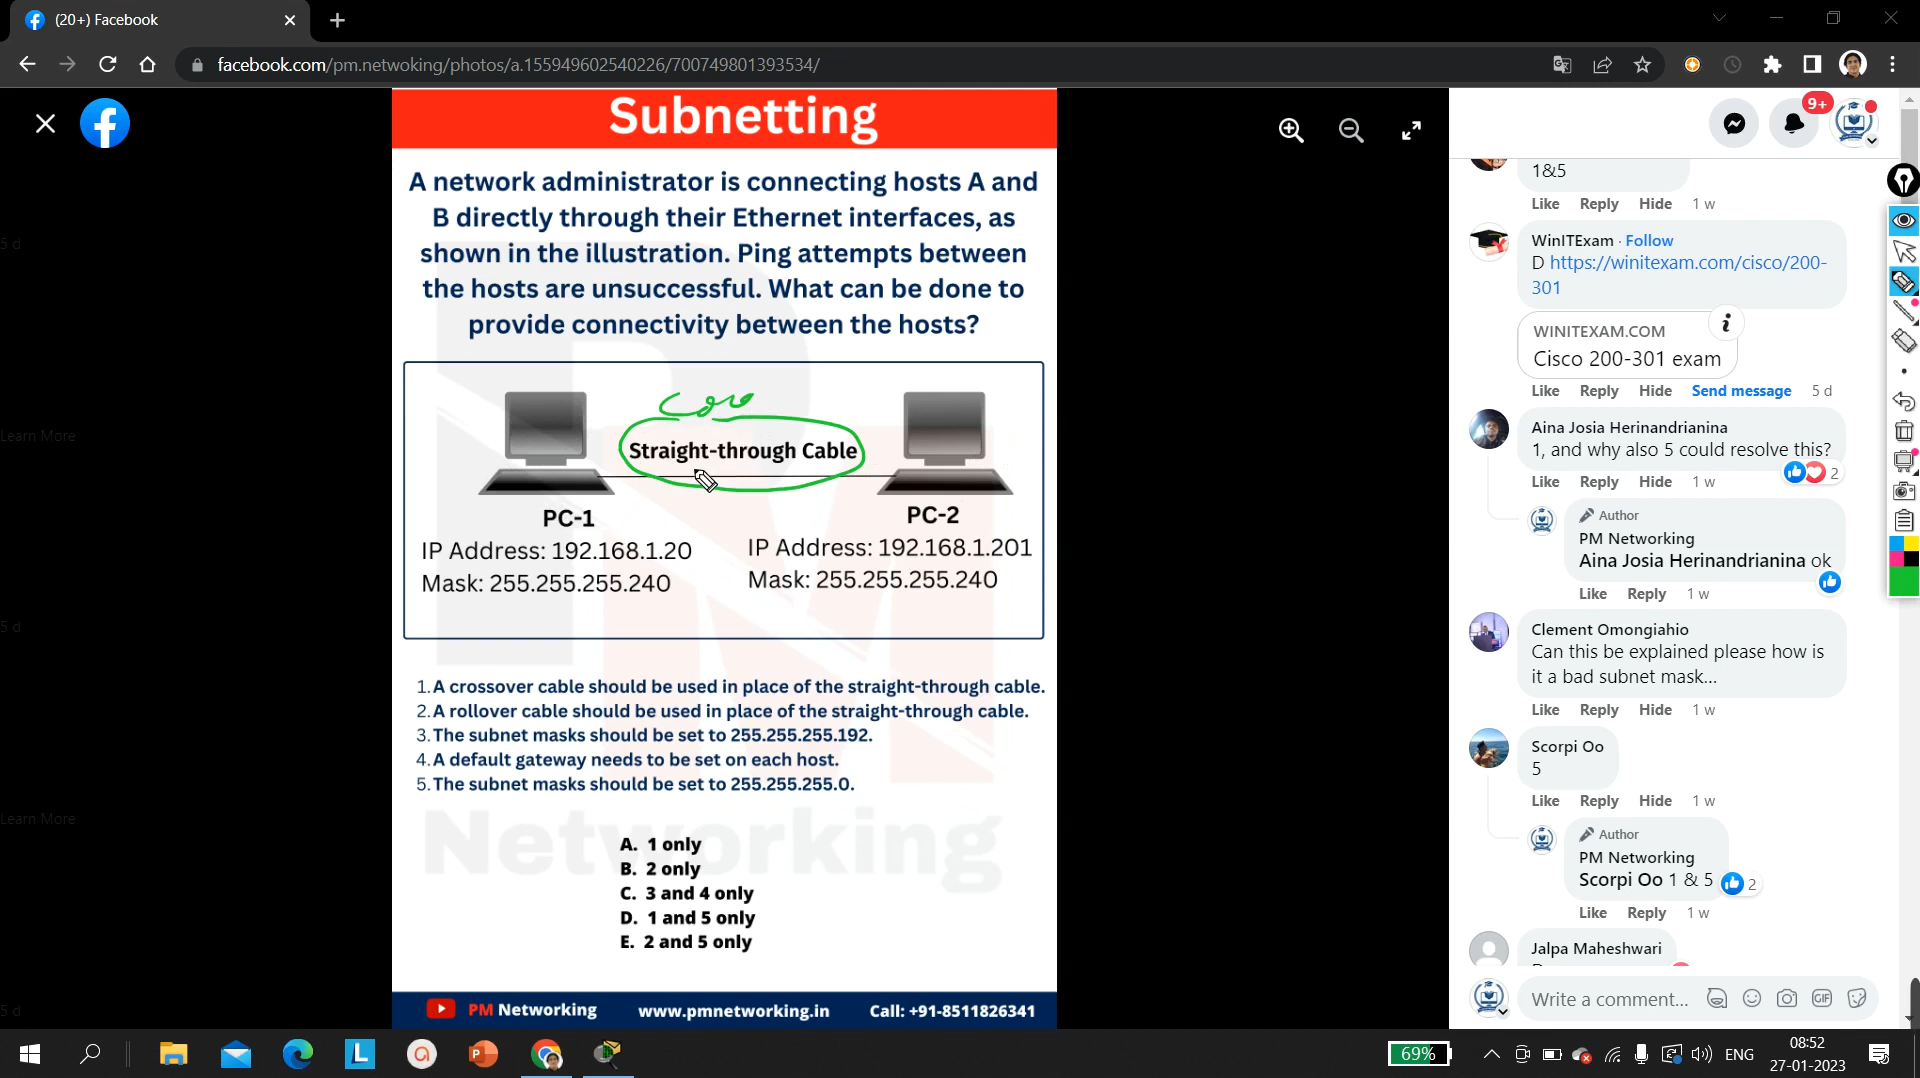 (20+) Facebook
facebook.com/pm.netwoking/photos/a.155949602540226/700749801393534/
Subnetting
A network administrator is connecting hosts A and
B directly through their Ethernet interfaces, as
shown in the illustration. Ping attempts between
the hosts are unsuccessful. What can be done to
provide connectivity between the hosts?
Straight-through Cable
PC-1
IP Address: 192.168.1.20
Mask: 255.255.255.240
PC-2
IP Address: 192.168.1.201
Mask: 255.255.255.240
1. A crossover cable should be used in place of the straight-through cable.
2. A rollover cable should be used in place of the straight-through cable.
3. The subnet masks should be set to 255.255.255.192.
4. A default gateway needs to be set on each host.
5. The subnet masks should be set to 255.255.255.0.
Networking
A. 1 only
B. 2 only
C. 3 and 4 only
D. 1 and 5 only
E. 2 and 5 only
PM Networking www.pmnetworking.in Call: +91-8511826341
5 d
Learn More
5 d
Learn More
5 d
9+
1&5
Like Reply Hide 1 w
WinITExam · Follow
D https://winitexam.com/cisco/200-
301
WINITEXAM.COM
Cisco 200-301 exam
Like Reply Hide Send message 5 d
Aina Josia Herinandrianina
1, and why also 5 could resolve this?
2
Like Reply Hide 1 w
Author
PM Networking
Aina Josia Herinandrianina ok
Like Reply 1 w
Clement Omongiahio
Can this be explained please how is
it a bad subnet mask...
Like Reply Hide 1 w
Scorpi Oo
5
Like Reply Hide 1 w
Author
PM Networking
Scorpi Oo 1 & 5
2
Like Reply 1 w
Jalpa Maheshwari
Write a comment...
GIF
69%
ENG
08:52
27-01-2023